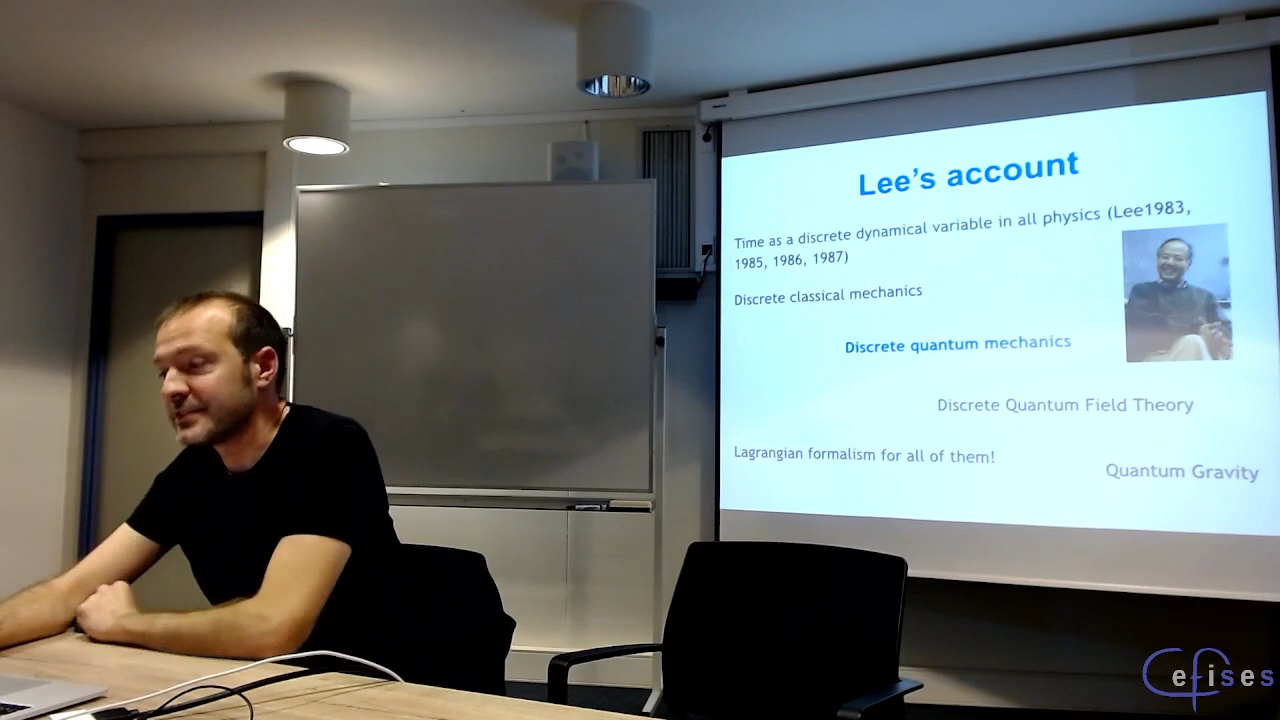 Lee's account
Time as a discrete dynamical variable in all physics (Lee1983,
1985, 1986, 1987)
Discrete classical mechanics
Discrete quantum mechanics
Discrete Quantum Field Theory
Lagrangian formalism for all of them!
Quantum Gravity
Cefises